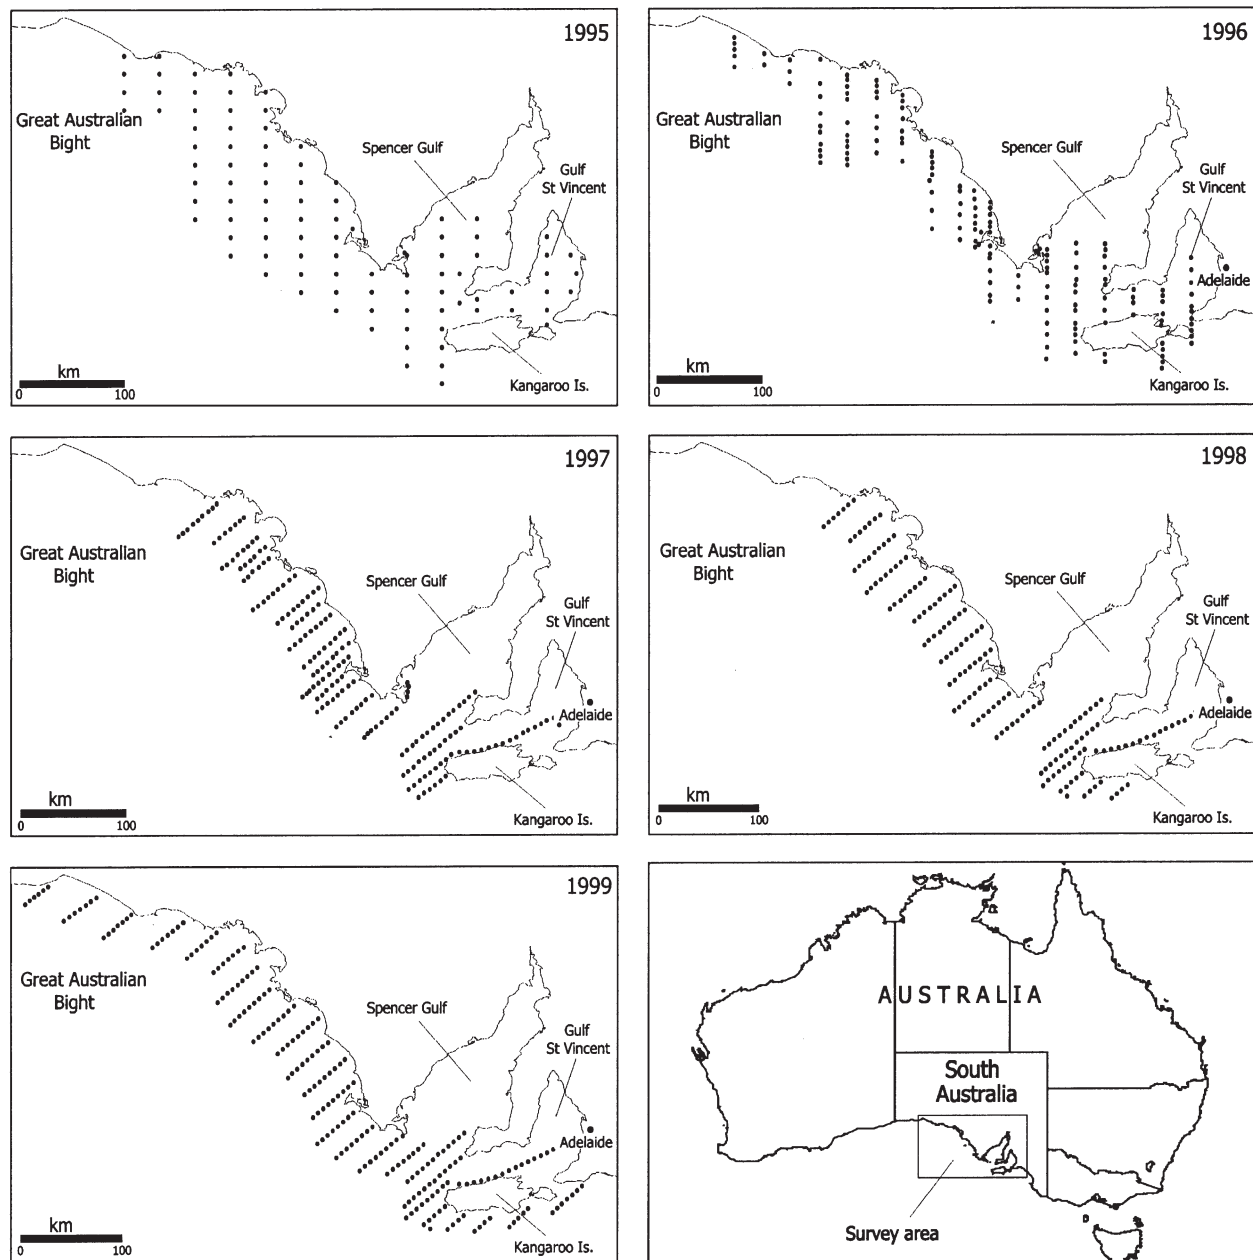 1995
Great Australian
Bight
Spencer Gulf
Gulf
St Vincent
Kangaroo Is.
km
0 100
1996
Great Australian
Bight
Spencer Gulf
Gulf
St Vincent
Adelaide
Kangaroo Is.
km
0 100
1997
Great Australian
Bight
Spencer Gulf
Gulf
St Vincent
Adelaide
Kangaroo Is.
km
0 100
1998
Great Australian
Bight
Spencer Gulf
Gulf
St Vincent
Adelaide
Kangaroo Is.
km
0 100
1999
Great Australian
Bight
Spencer Gulf
Gulf
St Vincent
Adelaide
Kangaroo Is.
km
0 100
AUSTRALIA
South
Australia
Survey area